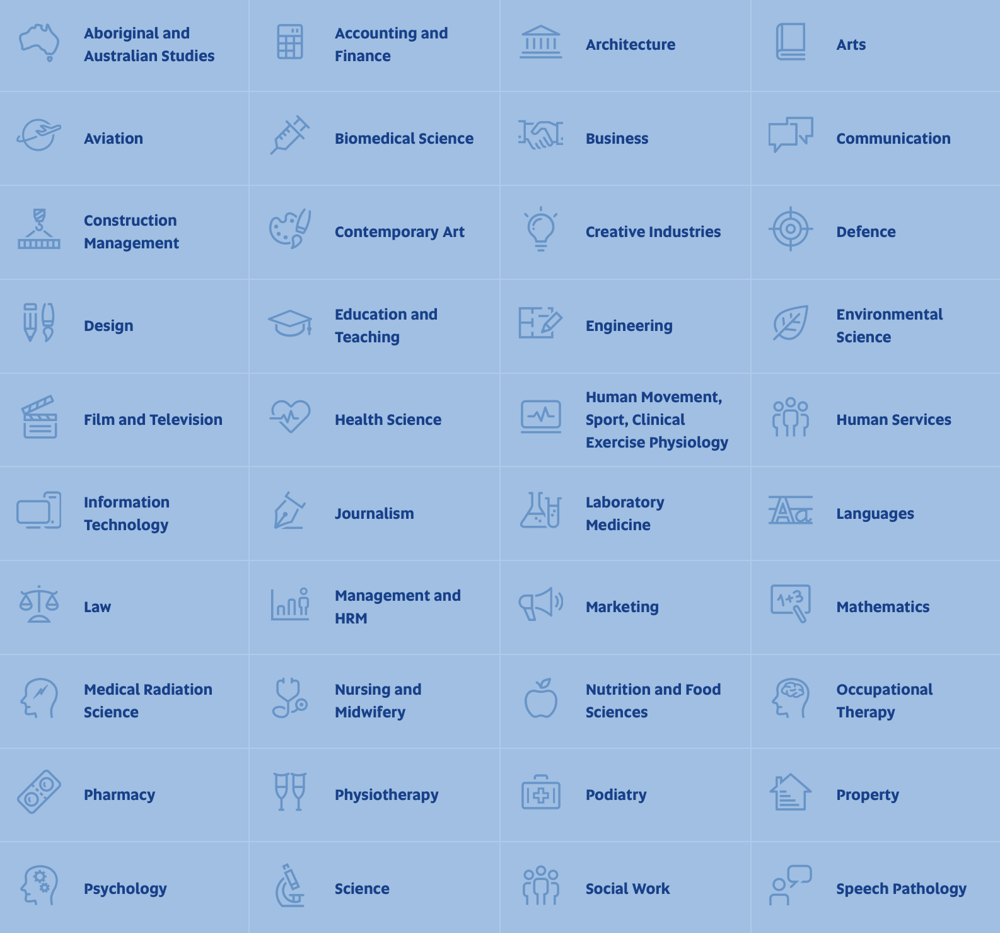 Aboriginal and
Australian Studies
Accounting and
Finance
Architecture
Arts
Aviation
Biomedical Science
Business
Communication
Construction
Management
Contemporary Art
Creative Industries
Defence
Design
Education and
Teaching
Engineering
Environmental
Science
Film and Television
Health Science
Human Movement,
Sport, Clinical
Exercise Physiology
Human Services
Information
Technology
Journalism
Laboratory
Medicine
Aa
Languages
Law
Management and
HRM
Marketing
1+3
Mathematics
Medical Radiation
Science
Nursing and
Midwifery
Nutrition and Food
Sciences
Occupational
Therapy
Pharmacy
Physiotherapy
Podiatry
Property
Psychology
Science
Social Work
Speech Pathology